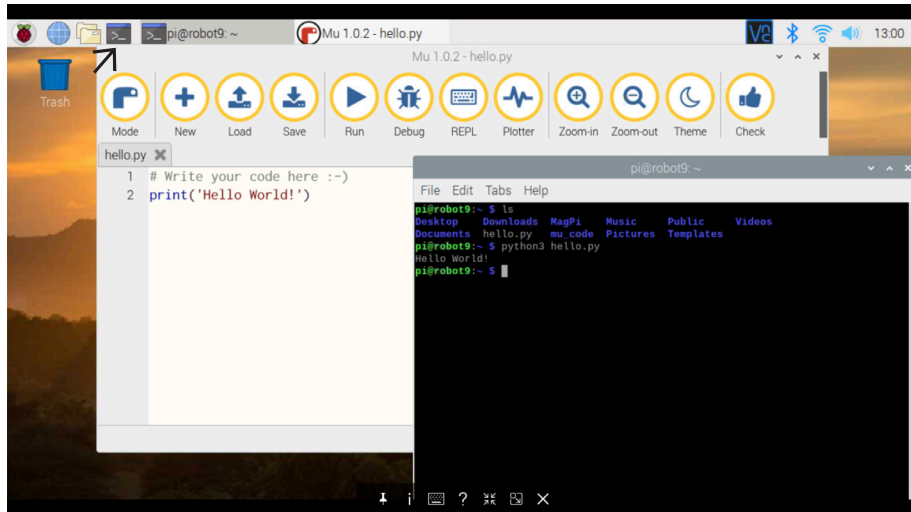 pi@robot9: ~
Mu 1.0.2 - hello.py
13:00
Trash
Mu 1.0.2 - hello.py
Mode New Load Save Run Debug REPL Plotter Zoom-in Zoom-out Theme Check
hello.py
1 # Write your code here :-)
2 print('Hello World!')
pi@robot9: ~
File Edit Tabs Help
pi@robot9:~ $ ls
Desktop Downloads MagPi Music Public Videos
Documents hello.py mu_code Pictures Templates
pi@robot9:~ $ python3 hello.py
Hello World!
pi@robot9:~ $